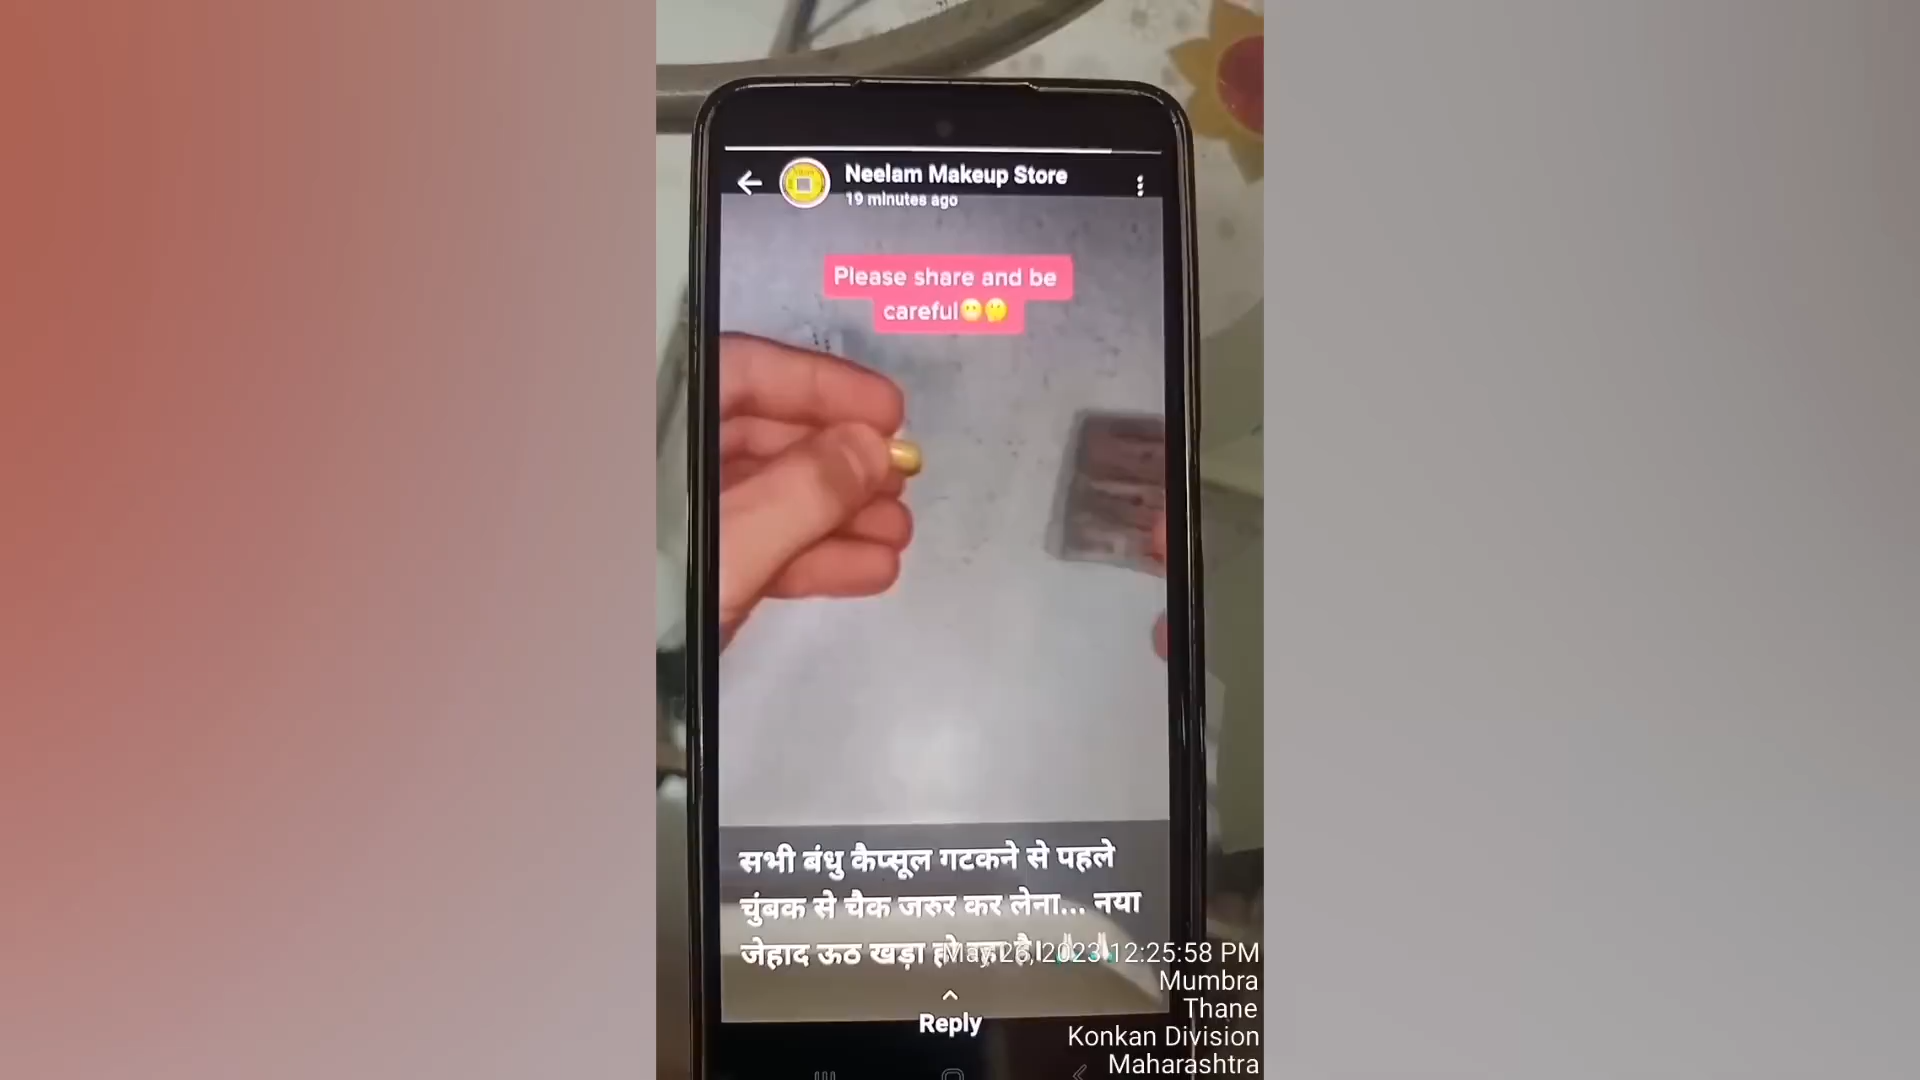 Neelam Makeup Store
19 minutes ago
Please share and be
careful😬🤔
सभी बंधु कैप्सूल गटकने से पहले
चुंबक से चैक जरुर कर लेना... नया
जेहाद ऊठ खड़ा हो रहा है।
May 26, 2023 12:25:58 PM
Mumbra
Thane
Konkan Division
Maharashtra
Reply